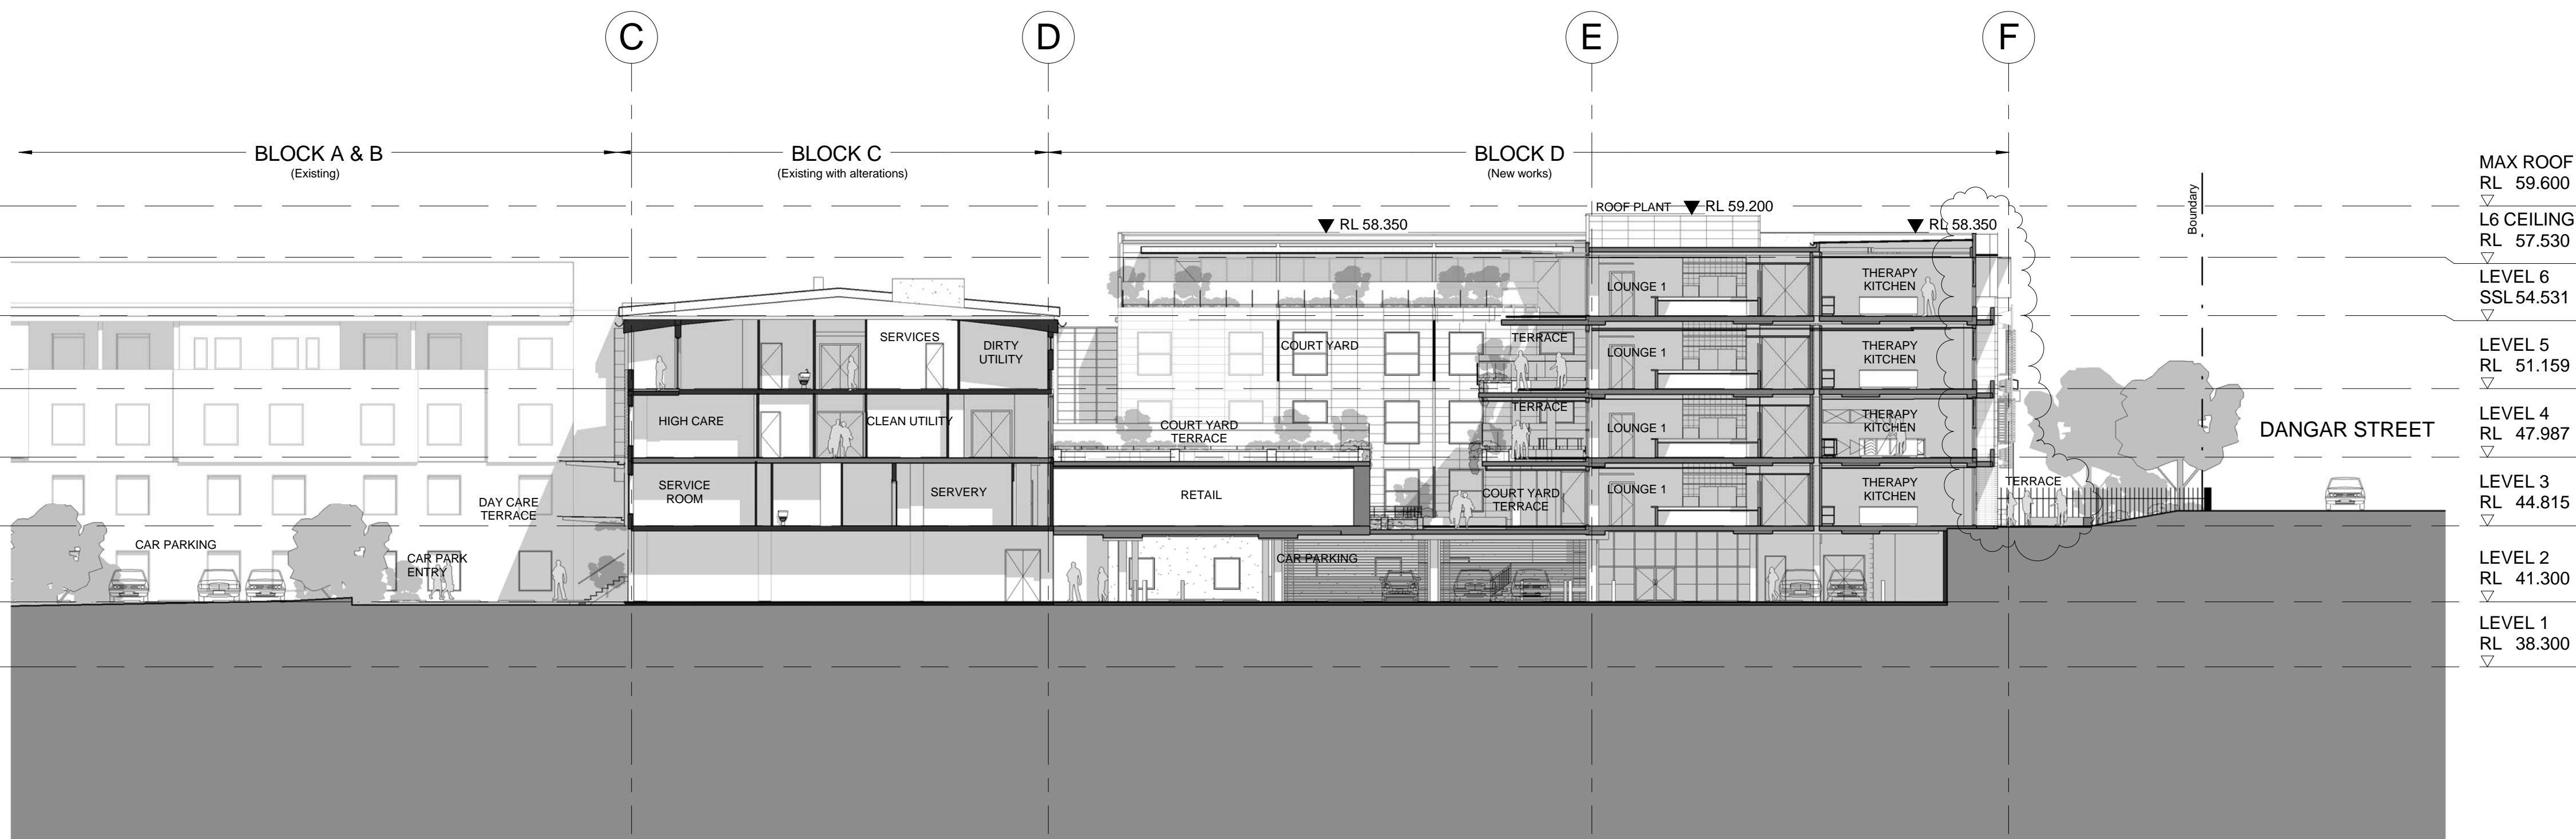 C
D
E
F
BLOCK A & B
(Existing)
BLOCK C
(Existing with alterations)
BLOCK D
(New works)
MAX ROOF
RL 59.600
L6 CEILING
RL 57.530
LEVEL 6
SSL 54.531
LEVEL 5
RL 51.159
LEVEL 4
RL 47.987
LEVEL 3
RL 44.815
LEVEL 2
RL 41.300
LEVEL 1
RL 38.300
Boundary
ROOF PLANT
RL 59.200
RL 58.350
RL 58.350
LOUNGE 1
THERAPY
KITCHEN
SERVICES
DIRTY
UTILITY
COURT YARD
TERRACE
LOUNGE 1
THERAPY
KITCHEN
HIGH CARE
CLEAN UTILITY
COURT YARD
TERRACE
TERRACE
LOUNGE 1
THERAPY
KITCHEN
DANGAR STREET
DAY CARE
TERRACE
SERVICE
ROOM
SERVERY
RETAIL
COURT YARD
TERRACE
LOUNGE 1
THERAPY
KITCHEN
TERRACE
CAR PARKING
CAR PARK
ENTRY
CAR PARKING